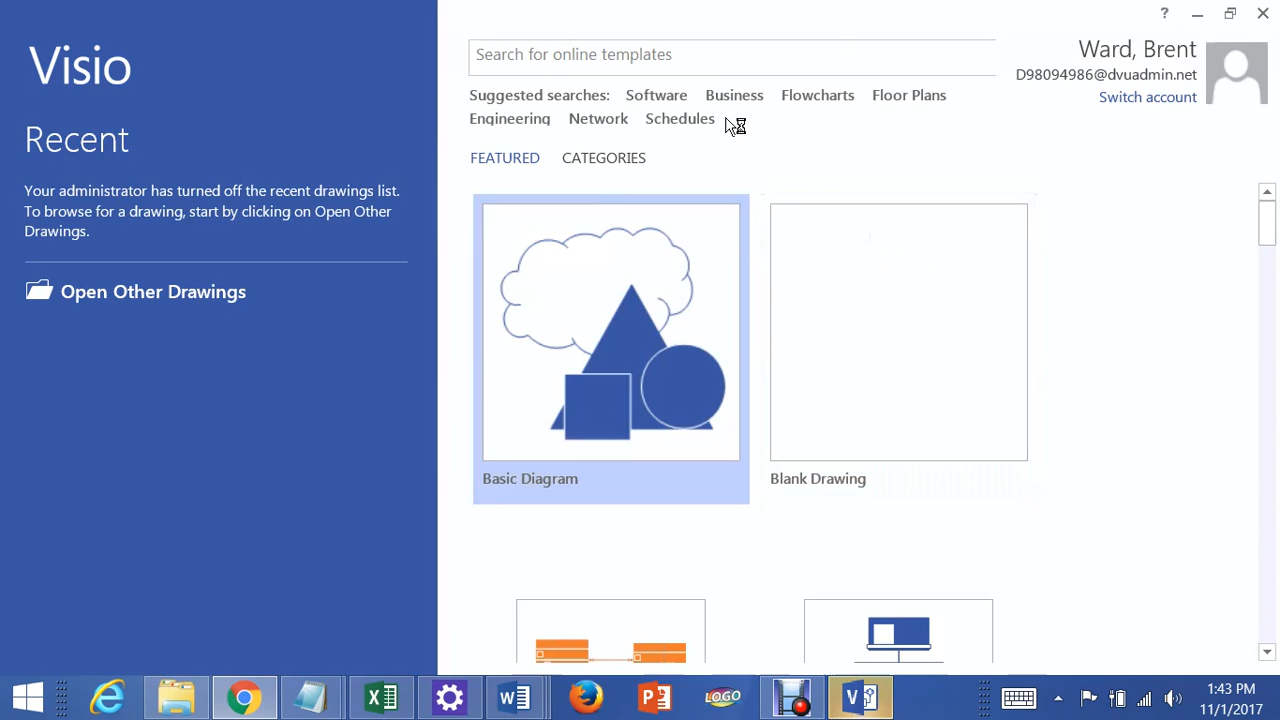 Visio
Recent
Your administrator has turned off the recent drawings list.
To browse for a drawing, start by clicking on Open Other
Drawings.
Open Other Drawings
?
Search for online templates
Ward, Brent
D98094986@dvuadmin.net
Switch account
Suggested searches: Software Business Flowcharts Floor Plans
Engineering Network Schedules
FEATURED CATEGORIES
Basic Diagram
Blank Drawing
LOGO
1:43 PM
11/1/2017